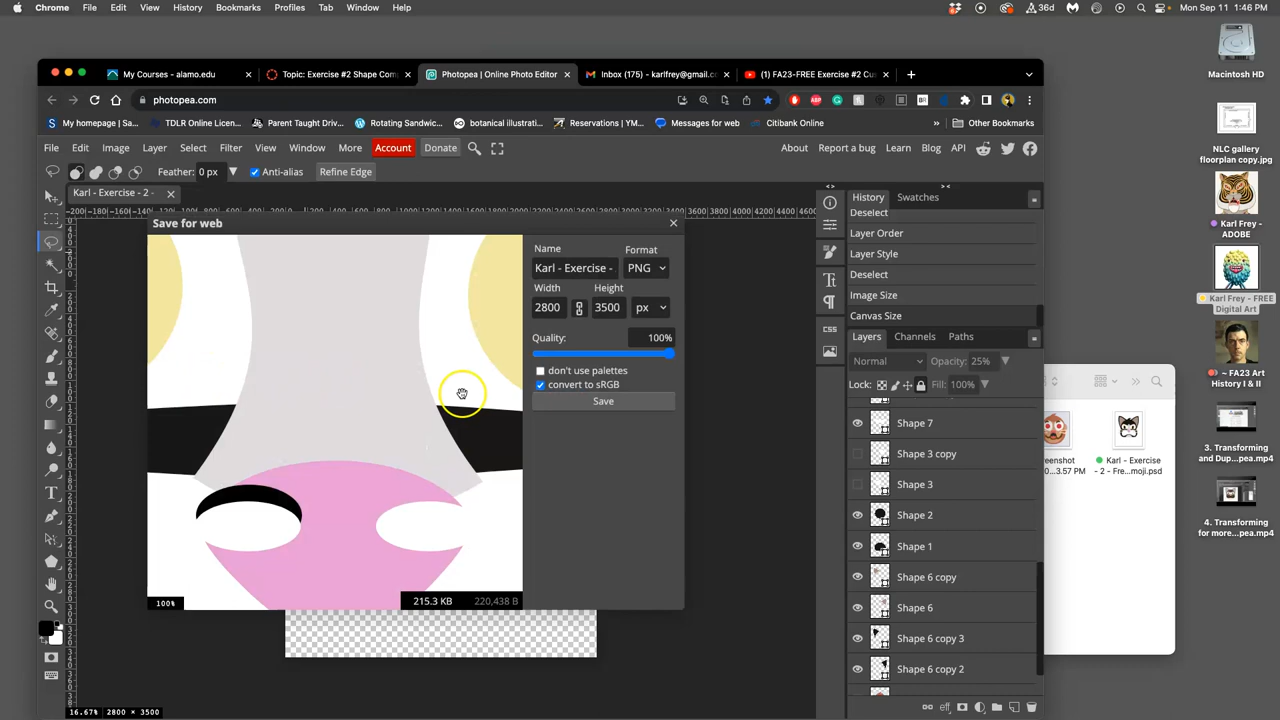 Chrome File Edit View History Bookmarks Profiles Tab Window Help 36d Mon Sep 11 1:46 PM
My Courses - alamo.edu Topic: Exercise #2 Shape Com Photopea | Online Photo Editor Inbox (175) - karlfrey@gmail.c (1) FA23-FREE Exercise #2 Cu
photopea.com
My homepage | Sa... TDLR Online Licen... Parent Taught Driv... Rotating Sandwic... botanical illustr... Reservations | YM... Messages for web Citibank Online » Other Bookmarks
File Edit Image Layer Select Filter View Window More Account Donate About Report a bug Learn Blog API
Feather: 0 px Anti-alias Refine Edge
Karl - Exercise - 2 -
Save for web
Name
Format
Karl - Exercise - PNG
Width Height
2800 3500 px
Quality: 100%
don't use palettes
convert to sRGB
Save
100%
215.3 KB 220,438 B
16.67% 2800 × 3500
History Swatches
Deselect
Layer Order
Layer Style
Deselect
Image Size
Canvas Size
Layers Channels Paths
Normal Opacity: 25%
Lock: Fill: 100%
Shape 7
Shape 3 copy
Shape 3
Shape 2
Shape 1
Shape 6 copy
Shape 6
Shape 6 copy 3
Shape 6 copy 2
eff
CSS
Macintosh HD
NLC gallery
floorplan copy.jpg
Karl Frey -
ADOBE
Karl Frey - FREE
Digital Art
~ FA23 Art
History I & II
3. Transforming
and Dup...pea.mp4
4. Transforming
for more...pea.mp4
Karl - Exercise
- 2 - Fre...moji.psd